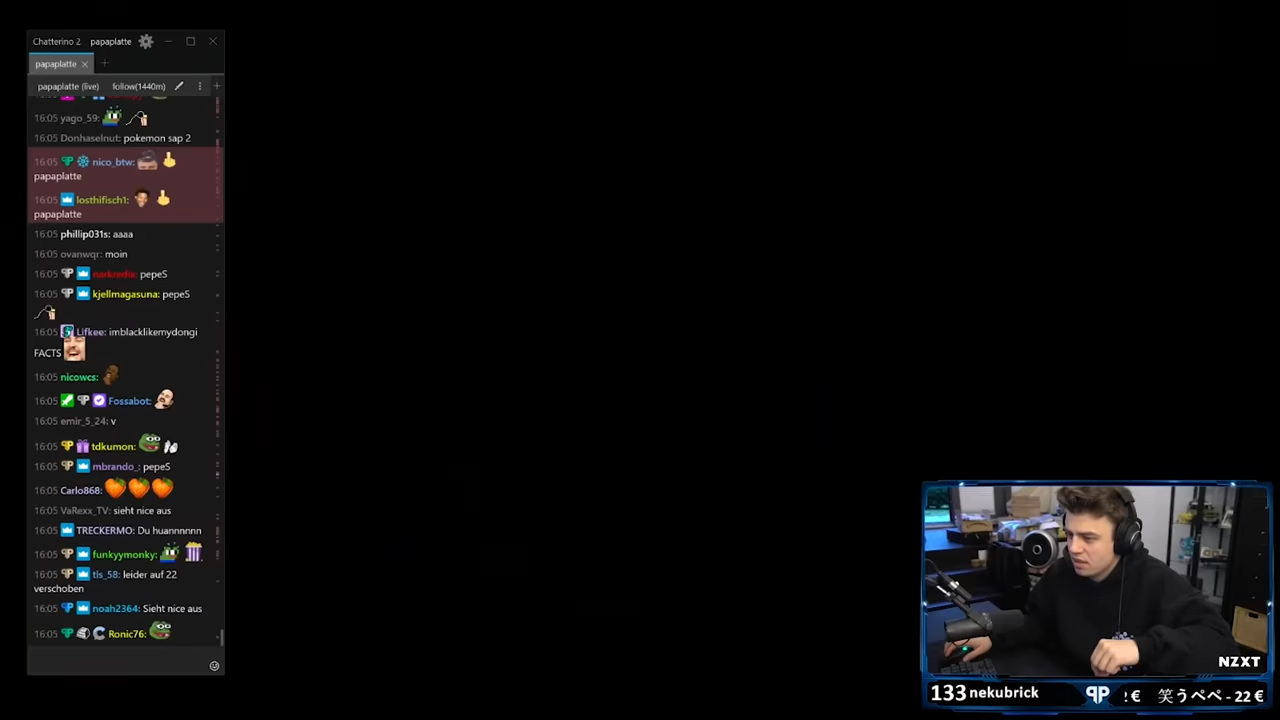 Chatterino 2 papaplatte
papaplatte
papaplatte (live) follow(1440m)
yago_59:
16:05 Donhaselnut: pokemon sap 2
16:05 nico_btw:
papaplatte
16:05 losthifisch1:
papaplatte
16:05 phillip031s: aaaa
16:05 ovanwqr: moin
16:05 narkredix: pepeS
16:05 kjellmagasuna: pepeS
16:05 Lifkee: imblacklikemydongi
FACTS
16:05 nicowcs:
16:05 Fossabot:
16:05 emir_5_24: v
16:05 tdkumon:
16:05 mbrando_: pepeS
16:05 Carlo868:
16:05 VaRexx_TV: sieht nice aus
16:05 TRECKERMO: Du huannnnn
16:05 funkyymonky:
16:05 tls_58: leider auf 22
verschoben
16:05 noah2364: Sieht nice aus
16:05 Ronic76:
NZXT
133 nekubrick
€ 笑うぺぺ - 22 €